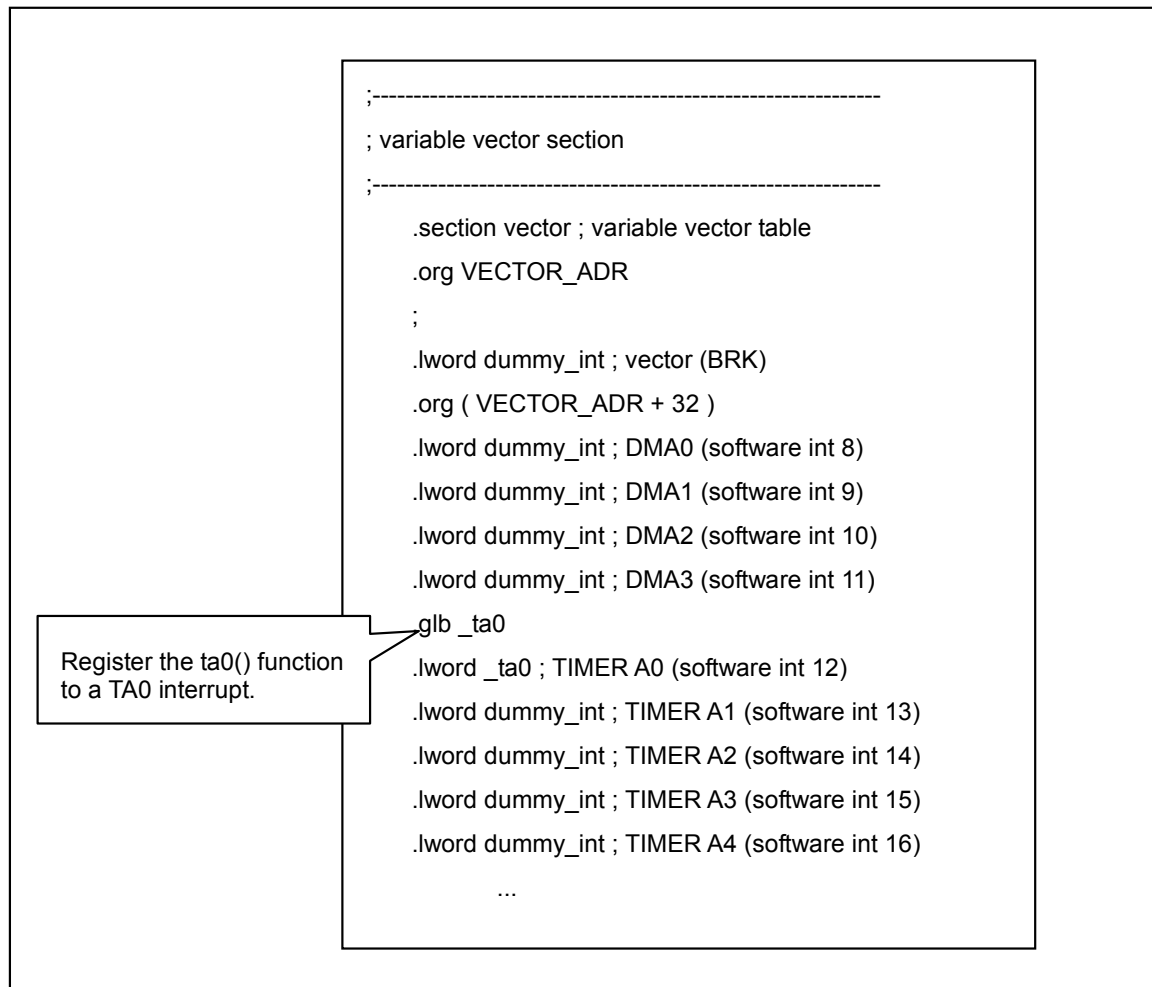 ;--------------------------------------------------------------
; variable vector section
;--------------------------------------------------------------
.section vector ; variable vector table
.org VECTOR_ADR
;
.lword dummy_int ; vector (BRK)
.org ( VECTOR_ADR + 32 )
.lword dummy_int ; DMA0 (software int 8)
.lword dummy_int ; DMA1 (software int 9)
.lword dummy_int ; DMA2 (software int 10)
.lword dummy_int ; DMA3 (software int 11)
.glb _ta0
Register the ta0() function
to a TA0 interrupt.
.lword _ta0 ; TIMER A0 (software int 12)
.lword dummy_int ; TIMER A1 (software int 13)
.lword dummy_int ; TIMER A2 (software int 14)
.lword dummy_int ; TIMER A3 (software int 15)
.lword dummy_int ; TIMER A4 (software int 16)
...